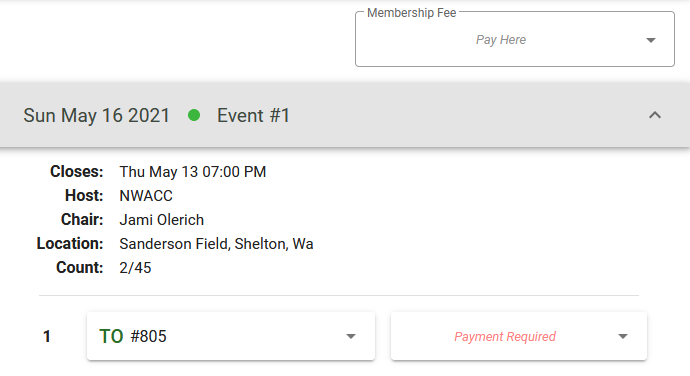 Membership Fee
Pay Here
Sun May 16 2021 Event #1
Closes: Thu May 13 07:00 PM
Host: NWACC
Chair: Jami Olerich
Location: Sanderson Field, Shelton, Wa
Count: 2/45
1 TO #805 Payment Required